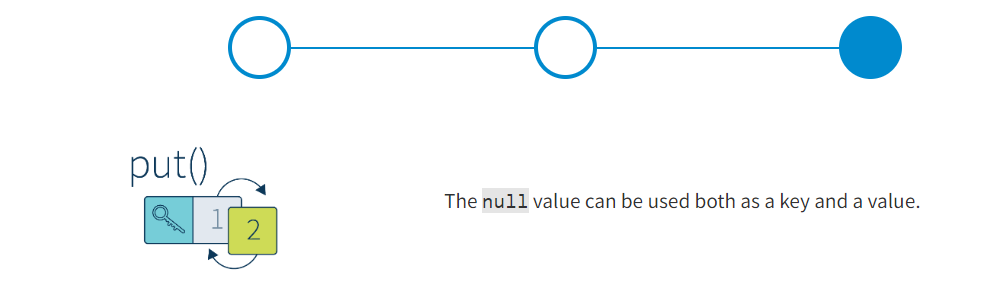 put()
1
2
The null value can be used both as a key and a value.